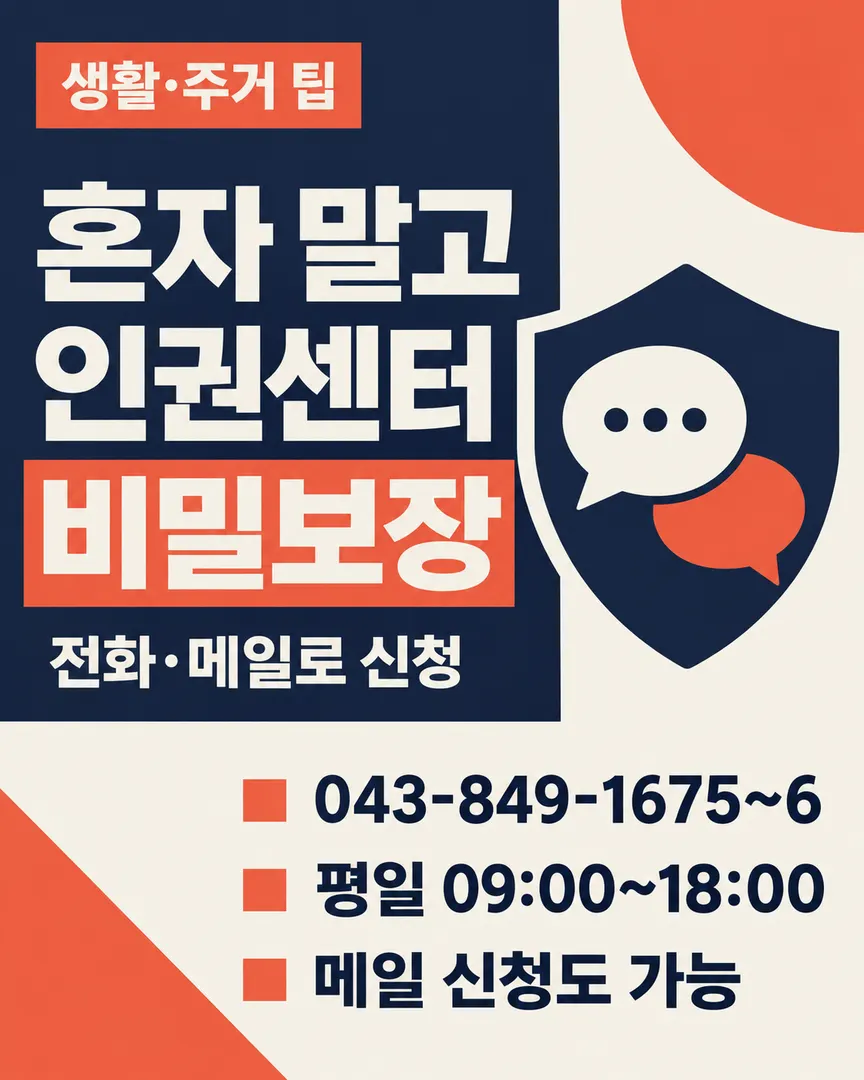 생활·주거 팁
혼자 말고
인권센터
비밀보장
전화·메일로 신청
043-849-1675~6
평일 09:00~18:00
메일 신청도 가능